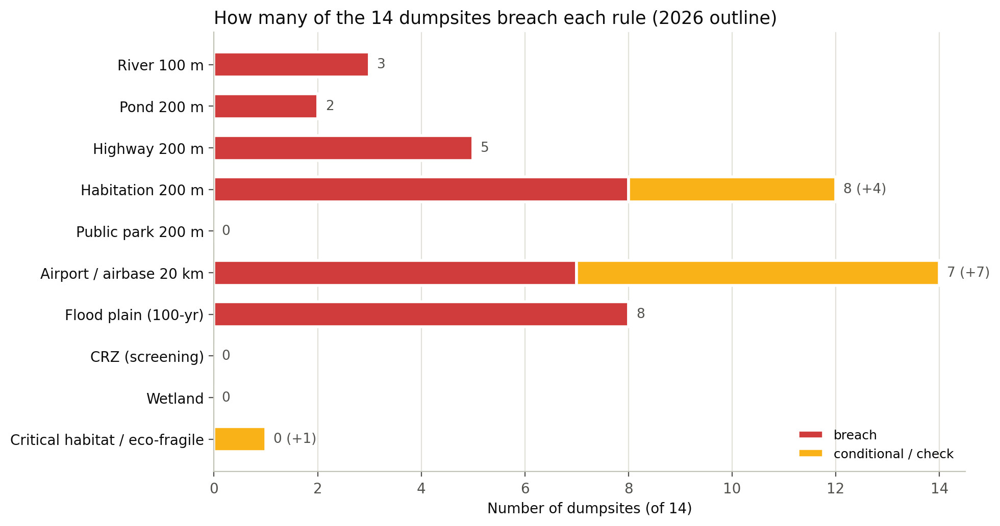 How many of the 14 dumpsites breach each rule (2026 outline)
River 100 m 3
Pond 200 m 2
Highway 200 m 5
Habitation 200 m 8 (+4)
Public park 200 m 0
Airport / airbase 20 km 7 (+7)
Flood plain (100-yr) 8
CRZ (screening) 0
Wetland 0
Critical habitat / eco-fragile 0 (+1)
breach
conditional / check
0 2 4 6 8 10 12 14
Number of dumpsites (of 14)